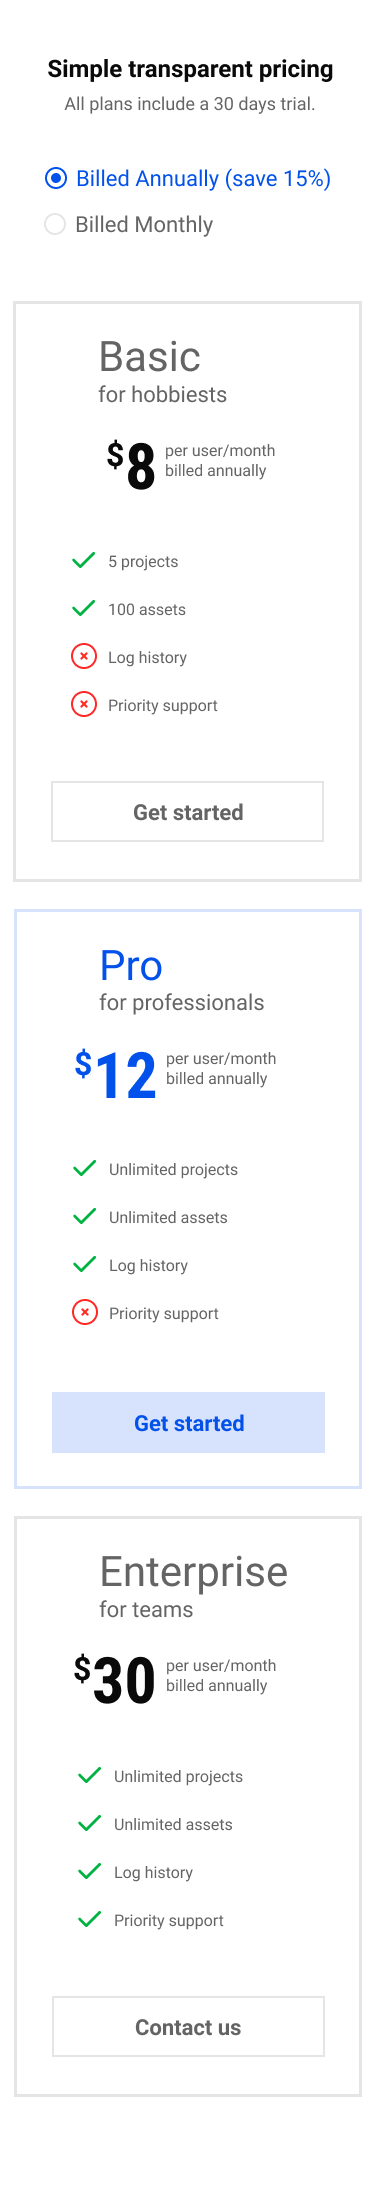 Simple transparent pricing
All plans include a 30 days trial.
Billed Annually (save 15%)
Billed Monthly
Basic
for hobbiests
$8
per user/month
billed annually
5 projects
100 assets
Log history
Priority support
Get started
Pro
for professionals
$12
per user/month
billed annually
Unlimited projects
Unlimited assets
Log history
Priority support
Get started
Enterprise
for teams
$30
per user/month
billed annually
Unlimited projects
Unlimited assets
Log history
Priority support
Contact us